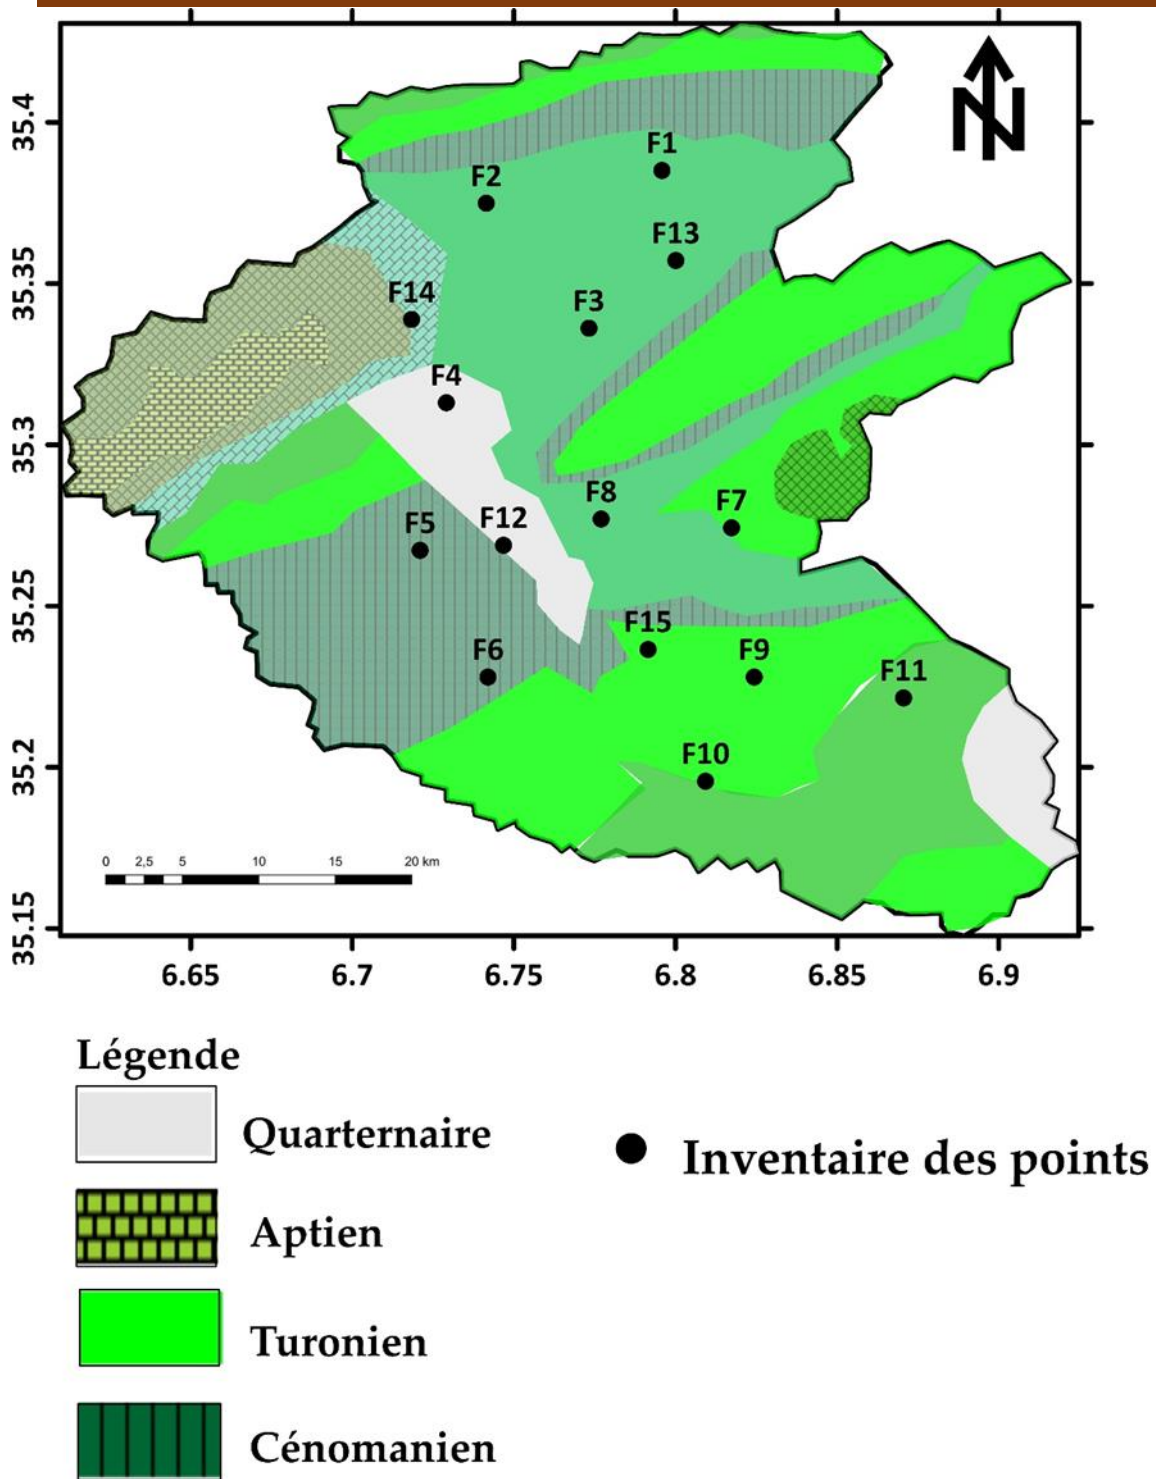 N
F1
F2
F13
F14
F3
F4
F8
F7
F5
F12
F15
F6
F9
F11
F10
35.4
35.35
35.3
35.25
35.2
35.15
0 2,5 5 10 15 20 km
6.65 6.7 6.75 6.8 6.85 6.9
Légende
Quarternaire
Inventaire des points
Aptien
Turonien
Cénomanien